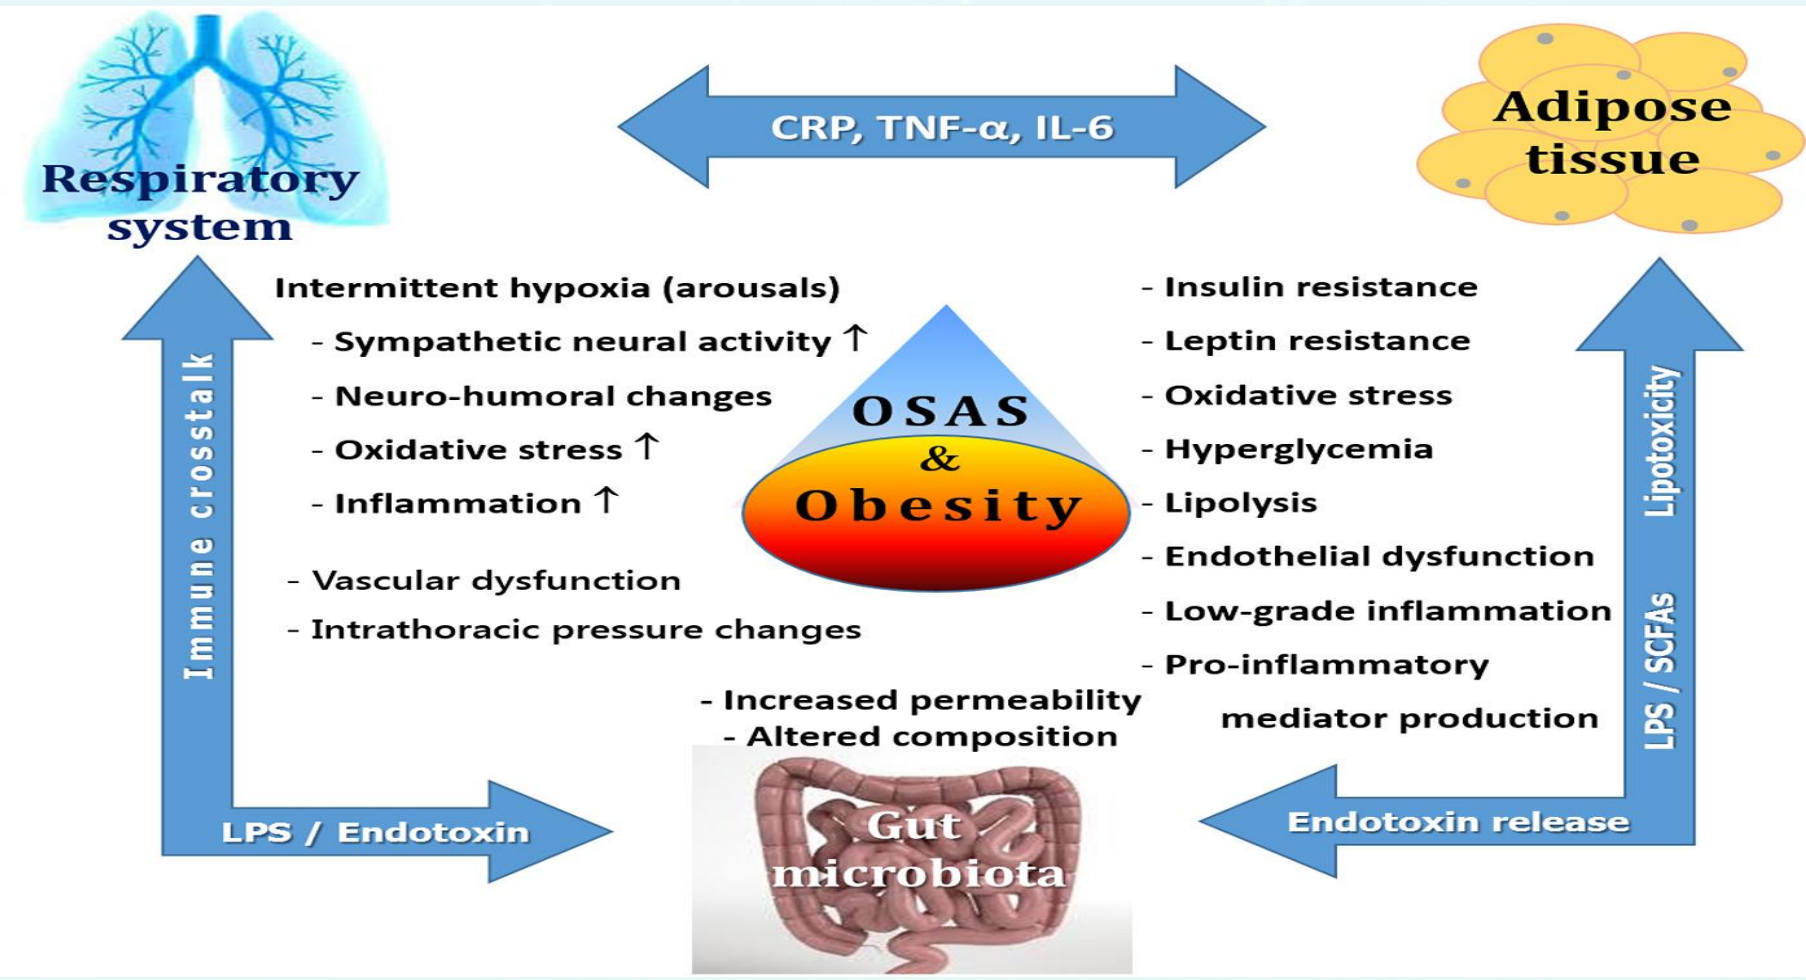 Respiratory
system
CRP, TNF-α, IL-6
Adipose
tissue
Immune crosstalk
LPS / Endotoxin
Intermittent hypoxia (arousals)
- Sympathetic neural activity ↑
- Neuro-humoral changes
- Oxidative stress ↑
- Inflammation ↑
- Vascular dysfunction
- Intrathoracic pressure changes
OSAS
&
Obesity
- Insulin resistance
- Leptin resistance
- Oxidative stress
- Hyperglycemia
- Lipolysis
- Endothelial dysfunction
- Low-grade inflammation
- Pro-inflammatory
mediator production
LPS / SCFAs Lipotoxicity
Endotoxin release
- Increased permeability
- Altered composition
Gut
microbiota